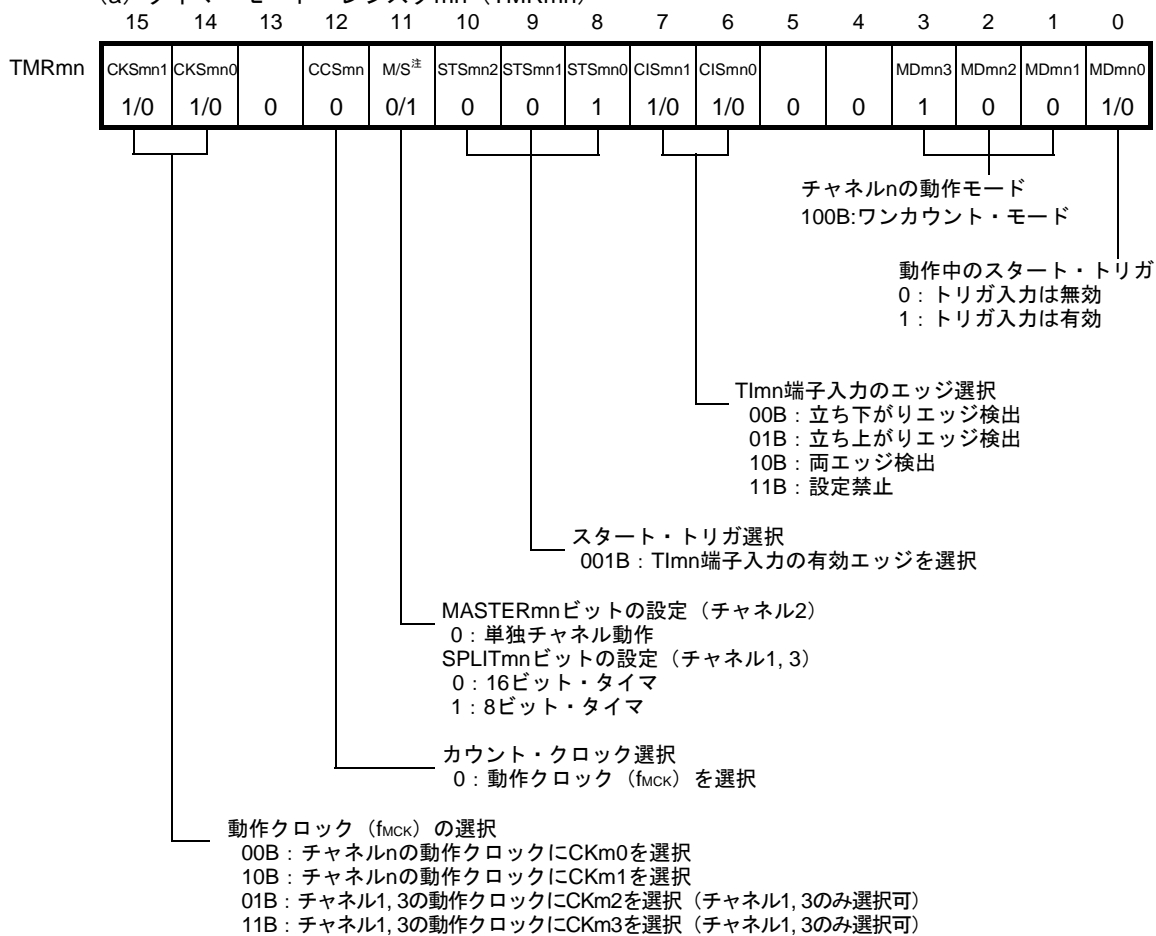 （a）タイマ・モード・レジスタmn（TMRmn）
15 14 13 12 11 10 9 8 7 6 5 4 3 2 1 0
TMRmn CKSmn1 CKSmn0 CCSmn M/S注 STSmn2 STSmn1 STSmn0 CISmn1 CISmn0 MDmn3 MDmn2 MDmn1 MDmn0
1/0 1/0 0 0 0/1 0 0 1 1/0 1/0 0 0 1 0 0 1/0
チャネルnの動作モード
100B:ワンカウント・モード
動作中のスタート・トリガ
0：トリガ入力は無効
1：トリガ入力は有効
TImn端子入力のエッジ選択
00B：立ち下がりエッジ検出
01B：立ち上がりエッジ検出
10B：両エッジ検出
11B：設定禁止
スタート・トリガ選択
001B：TImn端子入力の有効エッジを選択
MASTERmnビットの設定（チャネル2）
0：単独チャネル動作
SPLITmnビットの設定（チャネル1, 3）
0：16ビット・タイマ
1：8ビット・タイマ
カウント・クロック選択
0：動作クロック（fMCK）を選択
動作クロック（fMCK）の選択
00B：チャネルnの動作クロックにCKm0を選択
10B：チャネルnの動作クロックにCKm1を選択
01B：チャネル1, 3の動作クロックにCKm2を選択（チャネル1, 3のみ選択可）
11B：チャネル1, 3の動作クロックにCKm3を選択（チャネル1, 3のみ選択可）